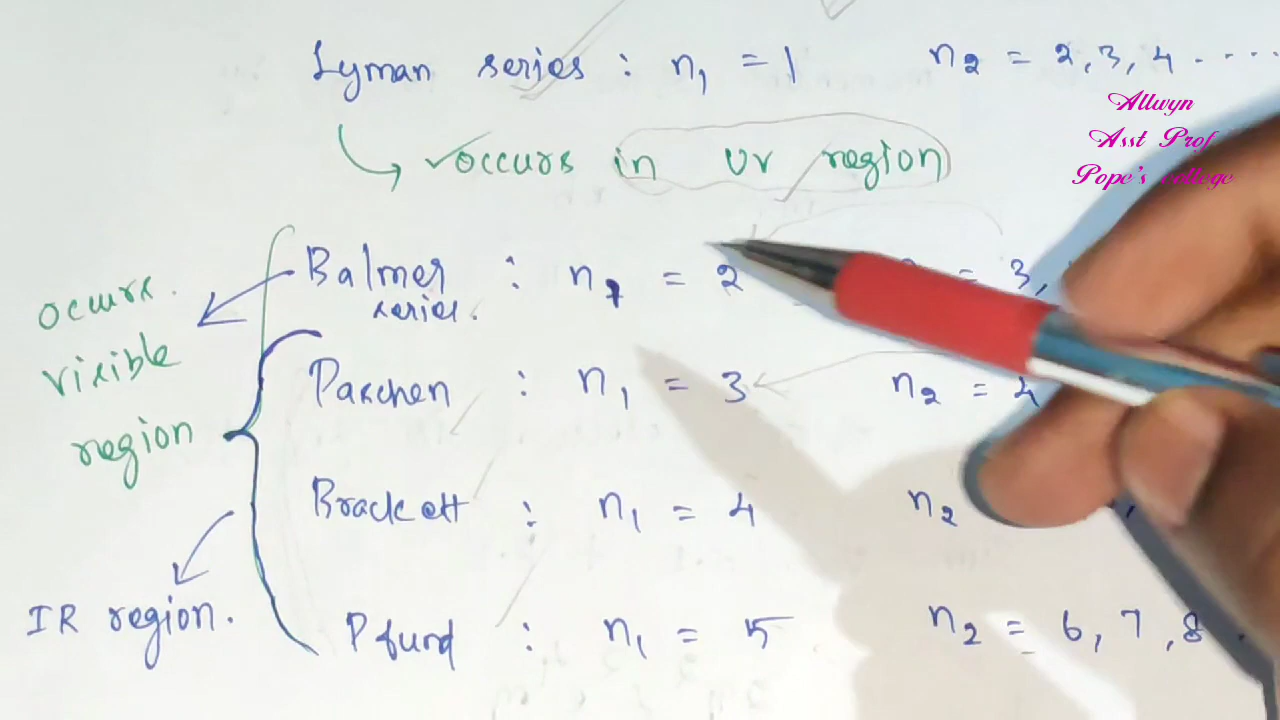 Lyman series : n1 = 1 n2 = 2, 3, 4 .....
Allwyn
Asst Prof
Pope's college
occurs in UV region
Balmer : n1 = 2 = 3,
series.
occurs.
visible
region
Paschen : n1 = 3 n2 = 4
Brackett : n1 = 4 n2
IR region.
Pfund : n1 = 5 n2 = 6, 7, 8 .